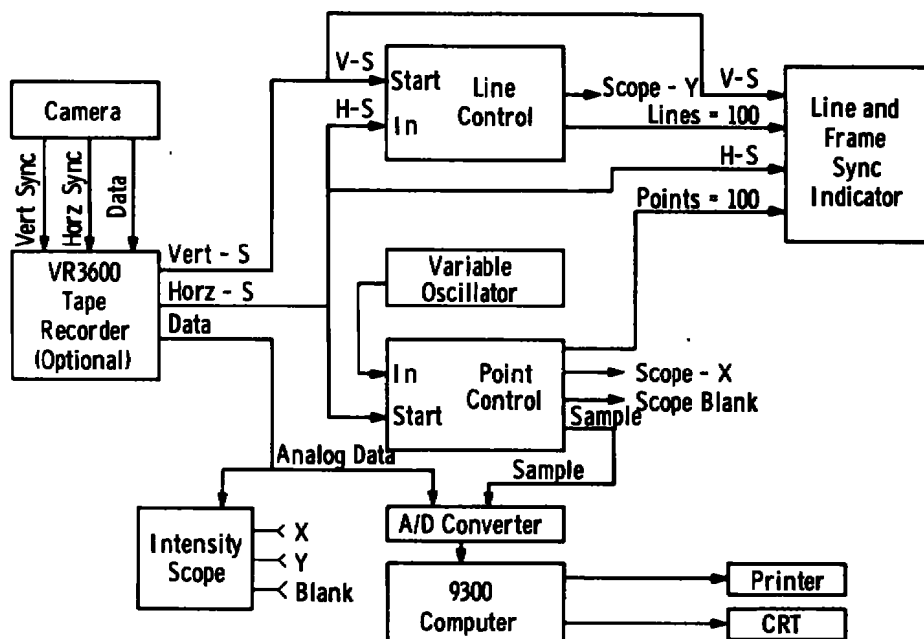 Camera
Vert Sync
Horz Sync
Data
VR3600
Tape
Recorder
(Optional)
Vert - S
Horz - S
Data
V-S
H-S
Start
In
Line
Control
Scope - Y
Lines = 100
V-S
H-S
Points = 100
Line and
Frame
Sync
Indicator
Variable
Oscillator
In
Start
Point
Control
Scope - X
Scope Blank
Sample
Sample
Analog Data
Intensity
Scope
X
Y
Blank
A/D Converter
9300
Computer
Printer
CRT